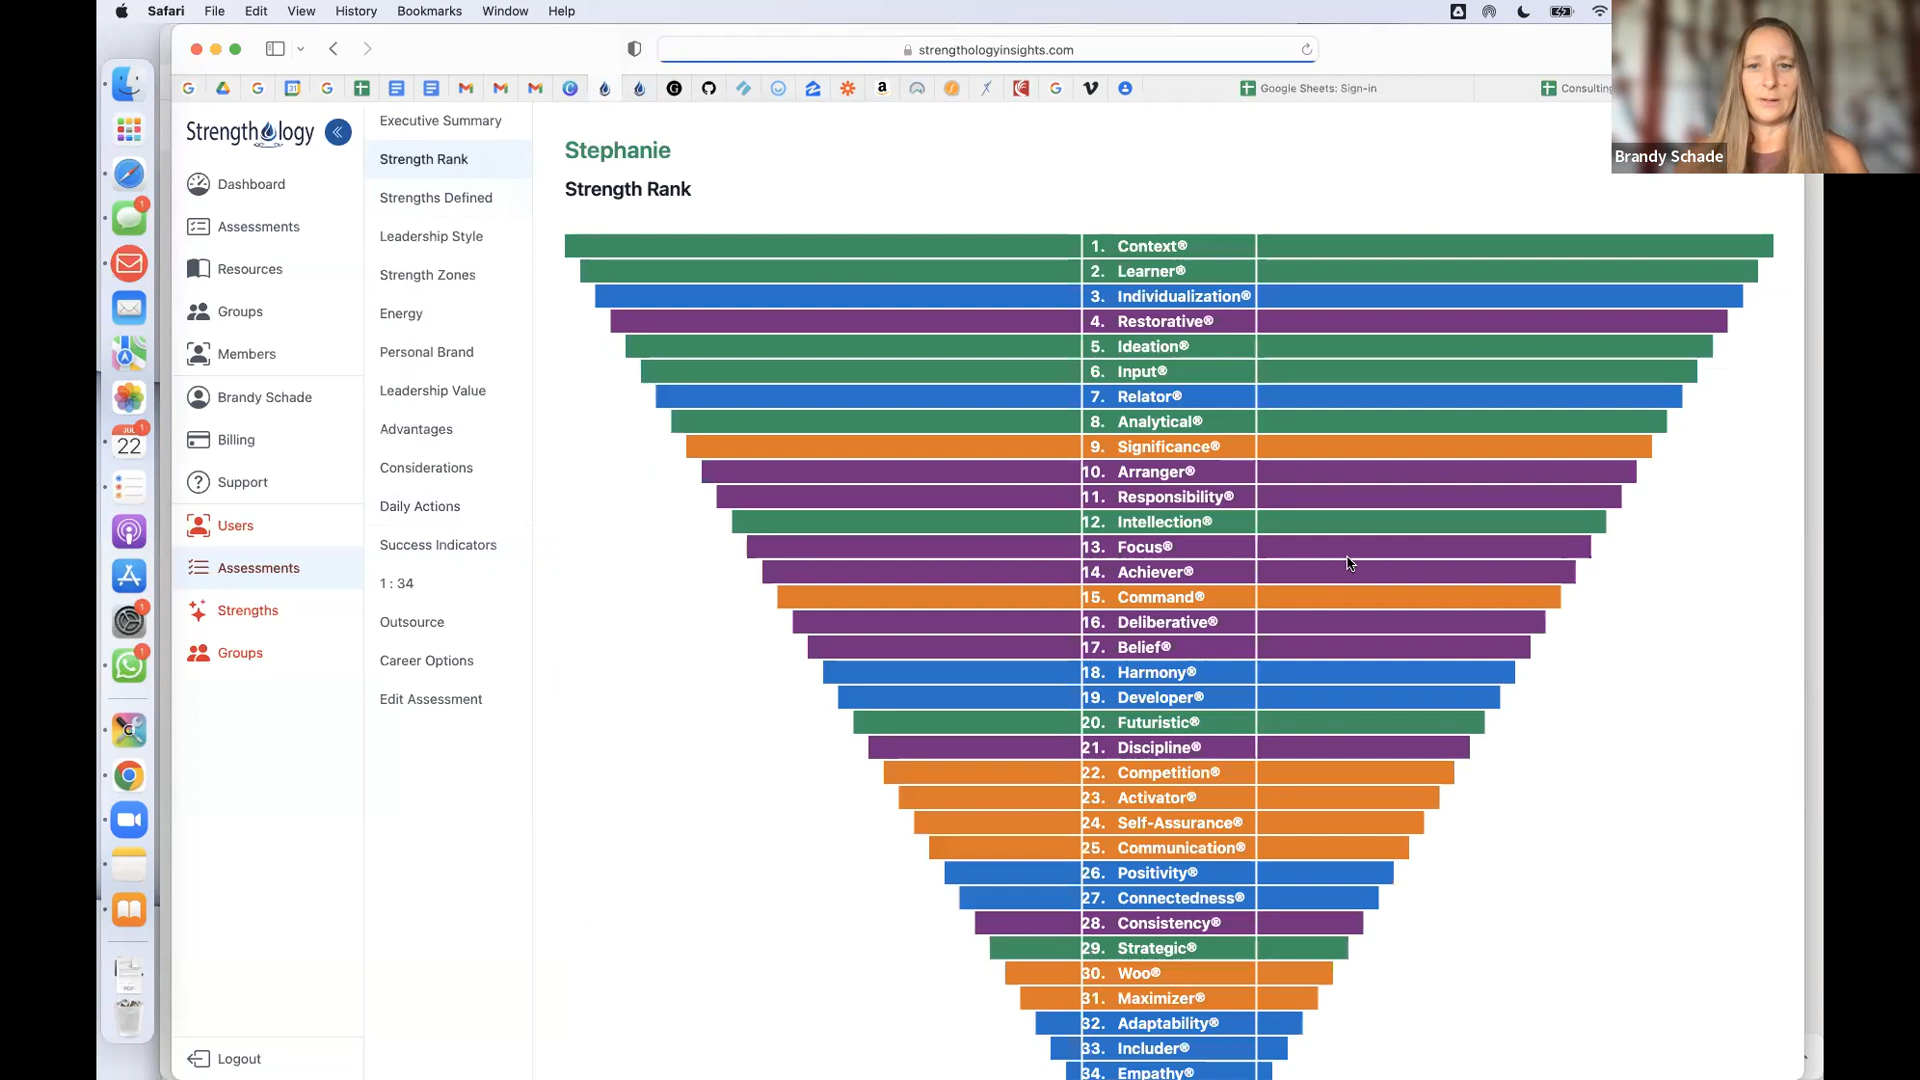 Safari File Edit View History Bookmarks Window Help
strengthologyinsights.com
Google Sheets: Sign-in
Consulting
Brandy Schade
Strengthology
Dashboard
Assessments
Resources
Groups
Members
Brandy Schade
Billing
Support
Users
Assessments
Strengths
Groups
Logout
Executive Summary
Strength Rank
Strengths Defined
Leadership Style
Strength Zones
Energy
Personal Brand
Leadership Value
Advantages
Considerations
Daily Actions
Success Indicators
1 : 34
Outsource
Career Options
Edit Assessment
Stephanie
Strength Rank
1. Context®
2. Learner®
3. Individualization®
4. Restorative®
5. Ideation®
6. Input®
7. Relator®
8. Analytical®
9. Significance®
10. Arranger®
11. Responsibility®
12. Intellection®
13. Focus®
14. Achiever®
15. Command®
16. Deliberative®
17. Belief®
18. Harmony®
19. Developer®
20. Futuristic®
21. Discipline®
22. Competition®
23. Activator®
24. Self-Assurance®
25. Communication®
26. Positivity®
27. Connectedness®
28. Consistency®
29. Strategic®
30. Woo®
31. Maximizer®
32. Adaptability®
33. Includer®
34. Empathy®
JUL
22